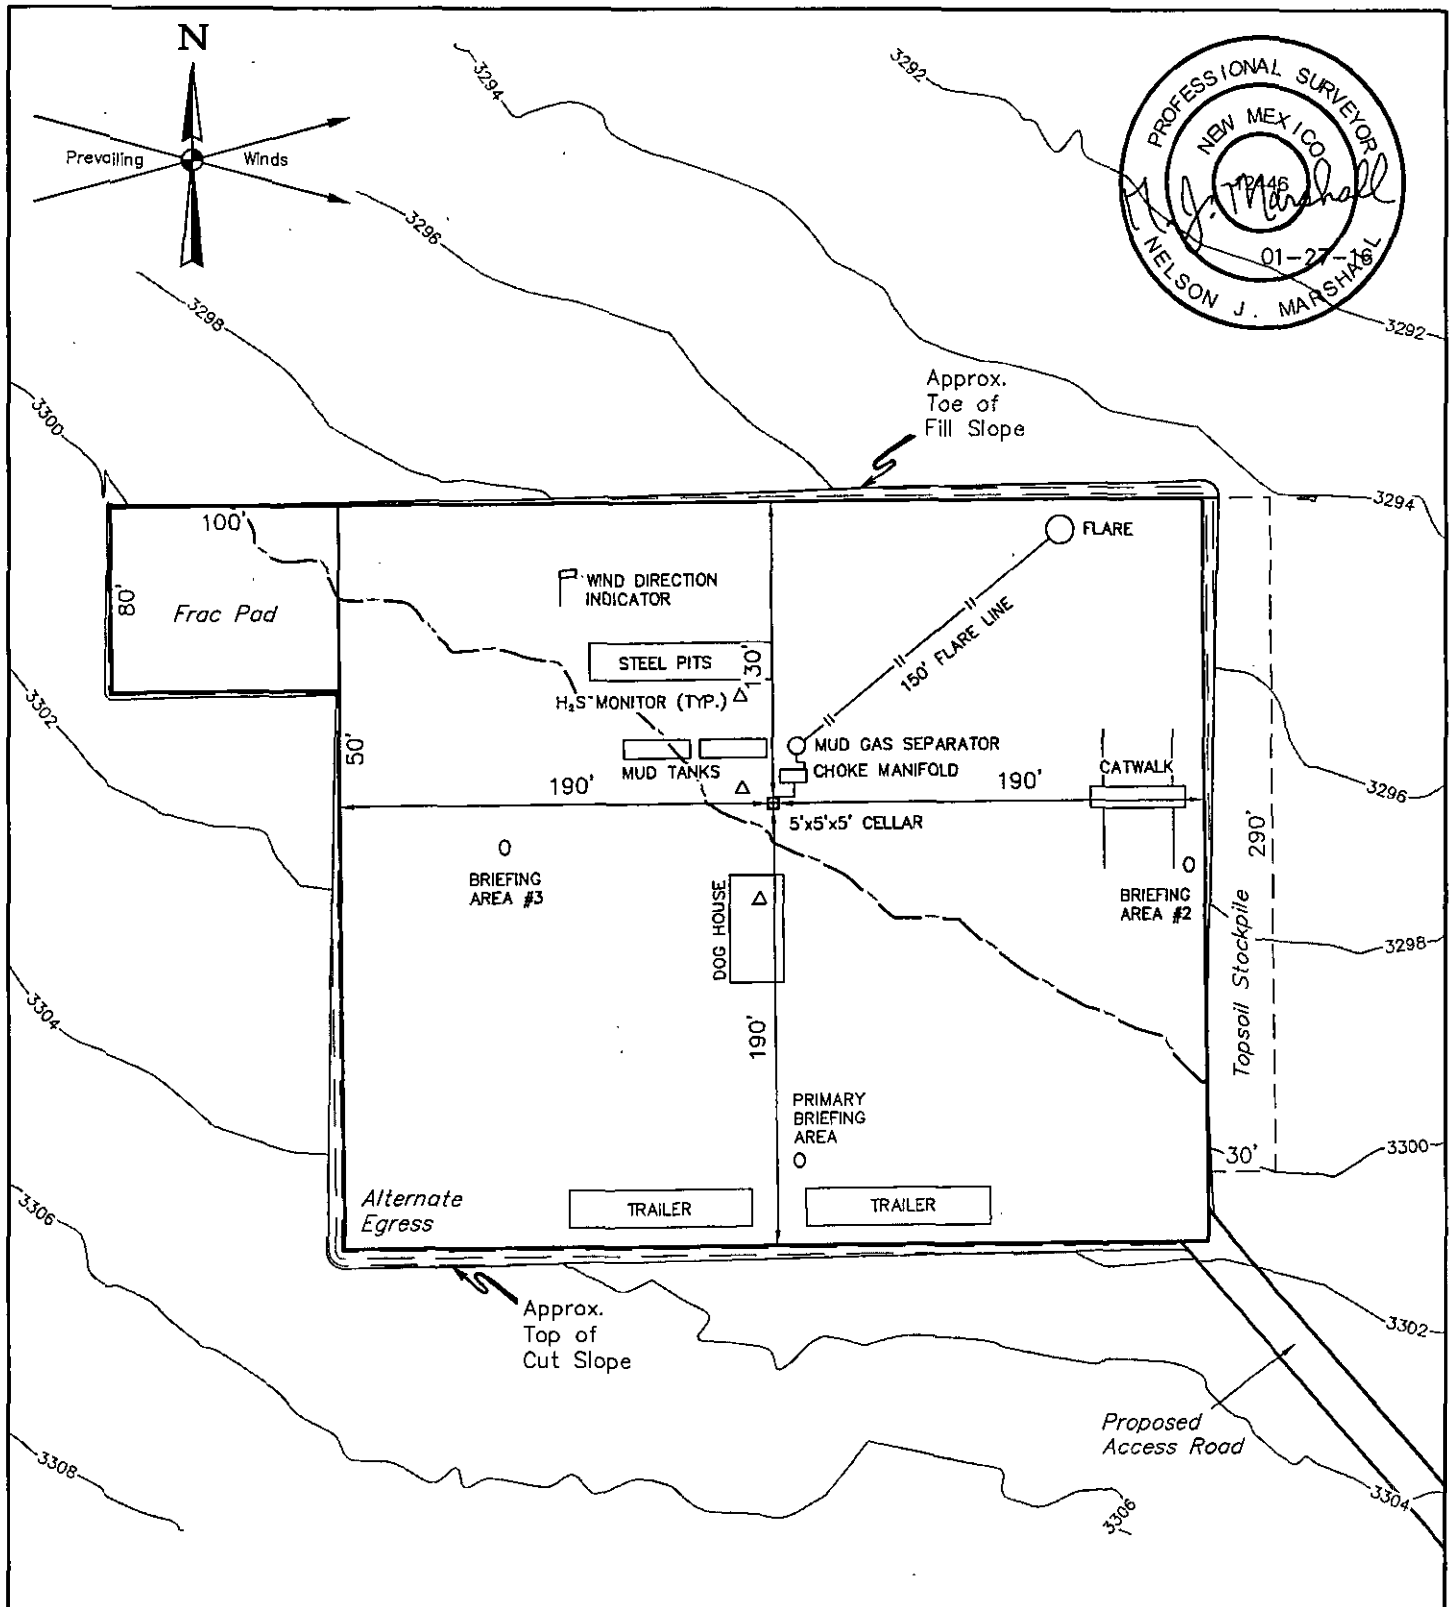 N
Prevailing
Winds
3294
3292
PROFESSIONAL SURVEYOR
NEW MEXICO
N. J. Marshall
01-27-16
NELSON J. MARSHALL
3292
3296
3298
3300
Approx.
Toe of
Fill Slope
3294
100'
80'
Frac Pad
FLARE
WIND DIRECTION
INDICATOR
150' FLARE LINE
STEEL PITS
130'
H₂S MONITOR (TYP.)
3302
50'
MUD TANKS
MUD GAS SEPARATOR
CHOKE MANIFOLD
CATWALK
190'
190'
3296
5'x5'x5' CELLAR
290'
BRIEFING
AREA #3
BRIEFING
AREA #2
DOG HOUSE
Topsoil Stockpile
3298
3304
190'
PRIMARY
BRIEFING
AREA
30'
3300
3306
Alternate
Egress
TRAILER
TRAILER
Approx.
Top of
Cut Slope
3302
Proposed
Access Road
3308
3304
3306